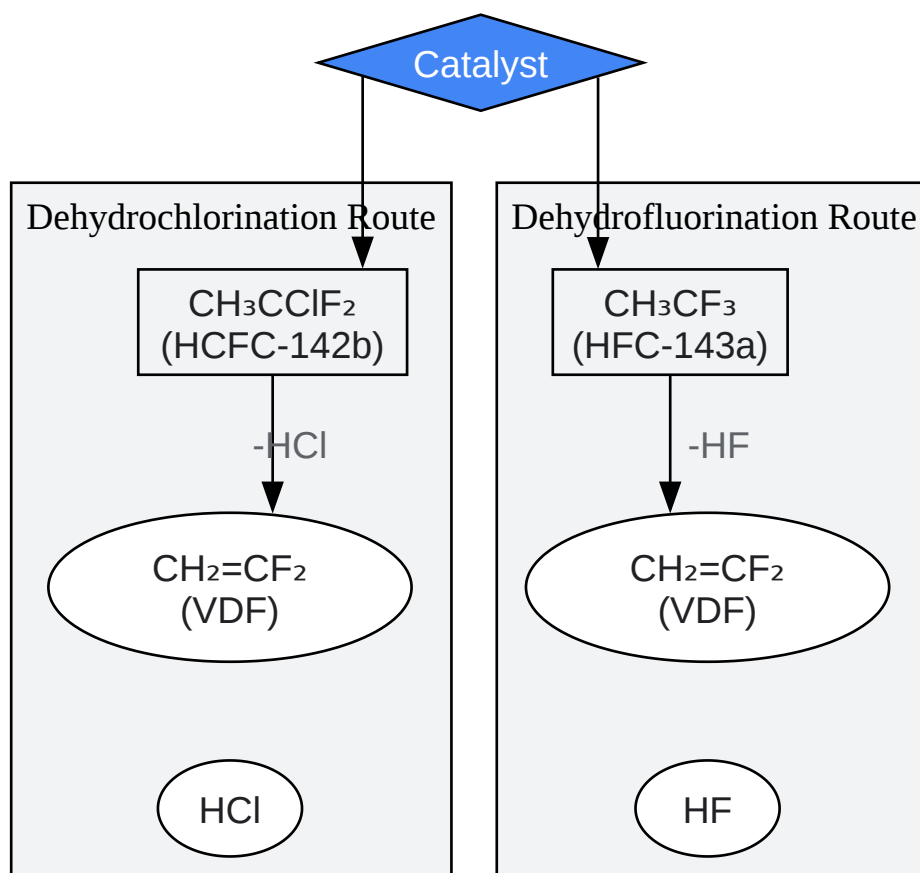 Catalyst
Dehydrochlorination Route
CH₃CClF₂
(HCFC-142b)
-HCl
CH₂=CF₂
(VDF)
HCl
Dehydrofluorination Route
CH₃CF₃
(HFC-143a)
-HF
CH₂=CF₂
(VDF)
HF